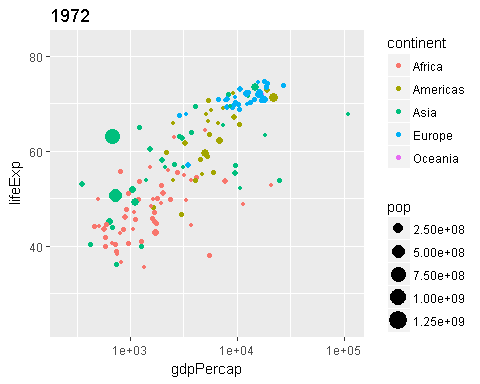 1972
lifeExp
80
60
40
1e+03 1e+04 1e+05
gdpPercap
continent
Africa
Americas
Asia
Europe
Oceania
pop
2.50e+08
5.00e+08
7.50e+08
1.00e+09
1.25e+09